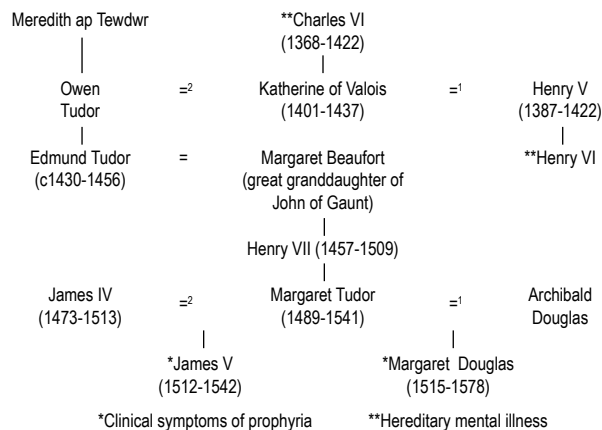 Meredith ap Tewdwr **Charles VI
(1368-1422)
Owen =2 Katherine of Valois =1 Henry V
Tudor (1401-1437) (1387-1422)
Edmund Tudor = Margaret Beaufort **Henry VI
(c1430-1456) (great granddaughter of
John of Gaunt)
Henry VII (1457-1509)
James IV =2 Margaret Tudor =1 Archibald
(1473-1513) (1489-1541) Douglas
*James V *Margaret Douglas
(1512-1542) (1515-1578)
*Clinical symptoms of prophyria **Hereditary mental illness